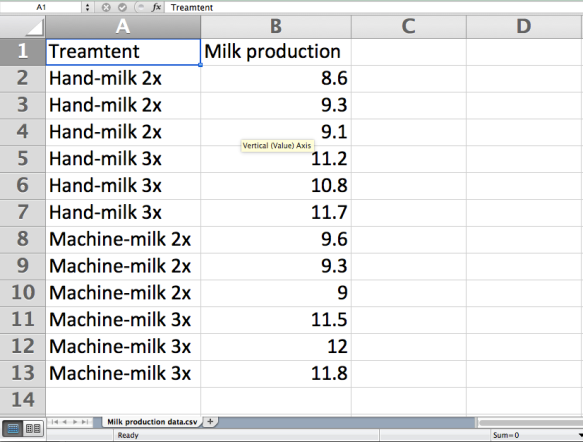 A1 fx Treamtent
A B C D
1 Treamtent Milk production
2 Hand-milk 2x 8.6
3 Hand-milk 2x 9.3
4 Hand-milk 2x 9.1
Vertical (Value) Axis
5 Hand-milk 3x 11.2
6 Hand-milk 3x 10.8
7 Hand-milk 3x 11.7
8 Machine-milk 2x 9.6
9 Machine-milk 2x 9.3
10 Machine-milk 2x 9
11 Machine-milk 3x 11.5
12 Machine-milk 3x 12
13 Machine-milk 3x 11.8
14
Milk production data.csv
Ready Sum=0